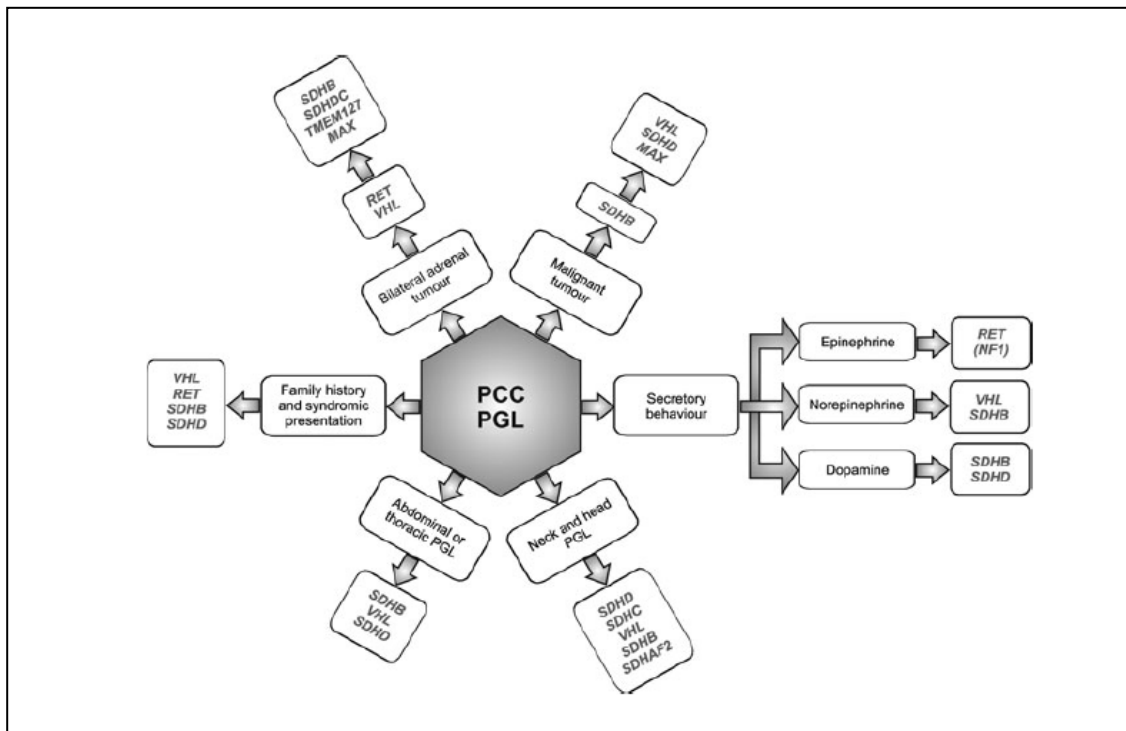 SDHB
SDHDC
TMEM127
MAX
RET
VHL
Bilateral adrenal
tumour
VHL
SDHD
MAX
SDHB
Malignant
tumour
VHL
RET
SDHB
SDHD
Family history
and syndromic
presentation
PCC
PGL
Secretory
behaviour
Epinephrine
RET
(NF1)
Norepinephrine
VHL
SDHB
Dopamine
SDHB
SDHD
Abdominal or
thoracic PGL
SDHB
VHL
SDHD
Neck and head
PGL
SDHD
SDHC
VHL
SDHB
SDHAF2